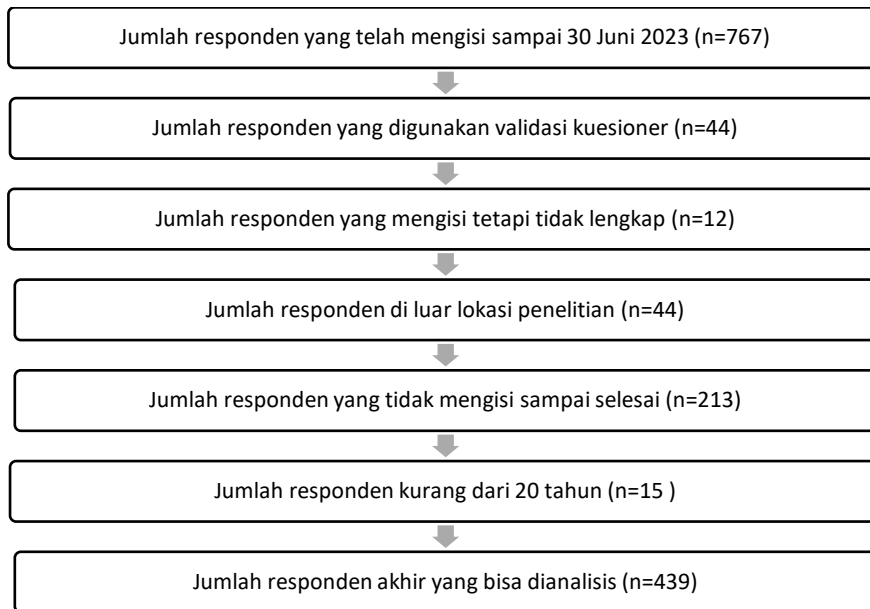 Jumlah responden yang telah mengisi sampai 30 Juni 2023 (n=767)
Jumlah responden yang digunakan validasi kuesioner (n=44)
Jumlah responden yang mengisi tetapi tidak lengkap (n=12)
Jumlah responden di luar lokasi penelitian (n=44)
Jumlah responden yang tidak mengisi sampai selesai (n=213)
Jumlah responden kurang dari 20 tahun (n=15 )
Jumlah responden akhir yang bisa dianalisis (n=439)